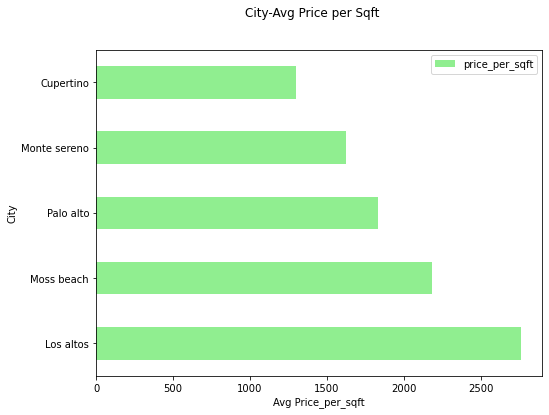 City-Avg Price per Sqft
price_per_sqft
Cupertino
Monte sereno
Palo alto
Moss beach
Los altos
City
0 500 1000 1500 2000 2500
Avg Price_per_sqft